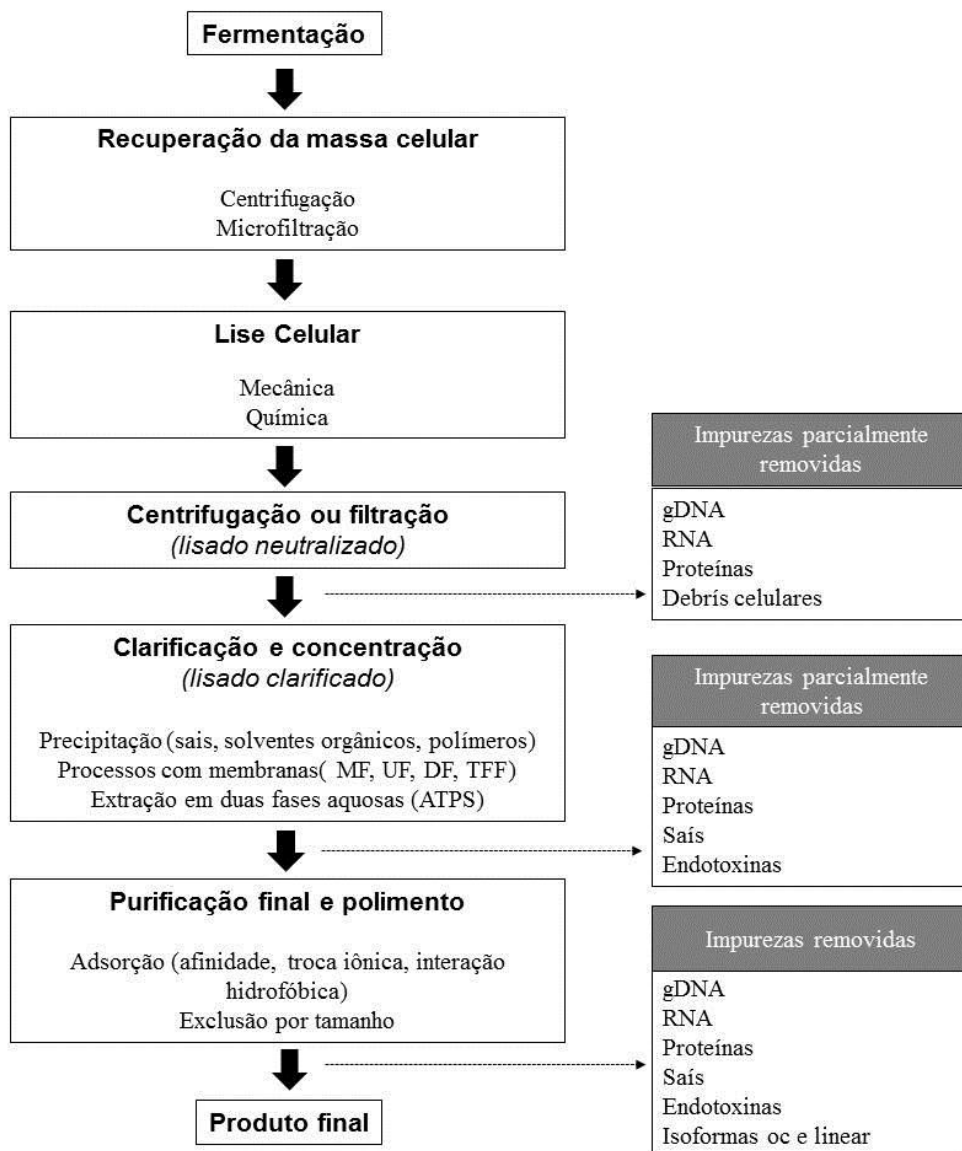 Fermentação
Recuperação da massa celular
Centrifugação
Microfiltração
Lise Celular
Mecânica
Química
Centrifugação ou filtração
(lisado neutralizado)
Impurezas parcialmente
removidas
gDNA
RNA
Proteínas
Debrís celulares
Clarificação e concentração
(lisado clarificado)
Precipitação (sais, solventes orgânicos, polímeros)
Processos com membranas( MF, UF, DF, TFF)
Extração em duas fases aquosas (ATPS)
Impurezas parcialmente
removidas
gDNA
RNA
Proteínas
Saís
Endotoxinas
Purificação final e polimento
Adsorção (afinidade, troca iônica, interação
hidrofóbica)
Exclusão por tamanho
Impurezas removidas
gDNA
RNA
Proteínas
Saís
Endotoxinas
Isoformas oc e linear
Produto final